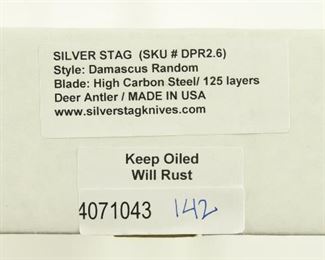 SILVER STAG (SKU # DPR2.6)
Style: Damascus Random
Blade: High Carbon Steel/ 125 layers
Deer Antler / MADE IN USA
www.silverstagknives.com
Keep Oiled
Will Rust
4071043 142